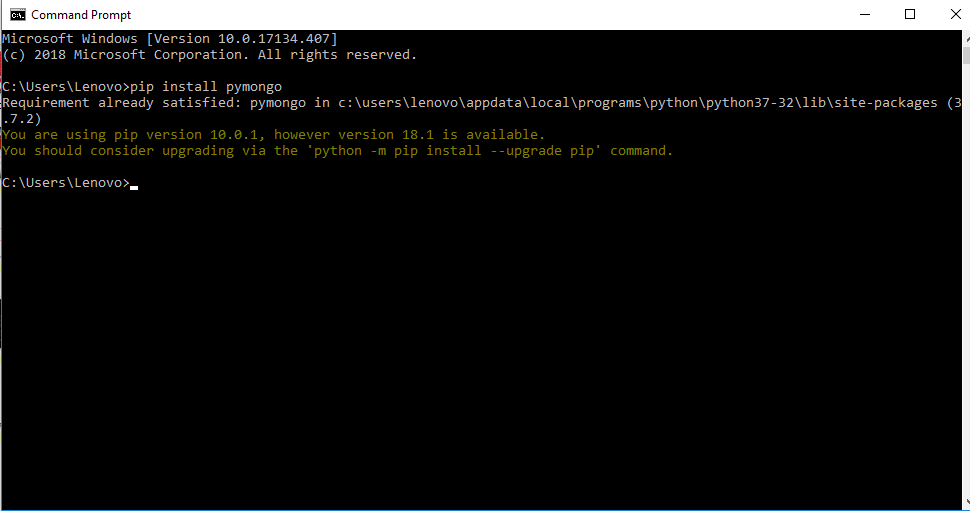 Command Prompt
Microsoft Windows [Version 10.0.17134.407]
(c) 2018 Microsoft Corporation. All rights reserved.
C:\Users\Lenovo>pip install pymongo
Requirement already satisfied: pymongo in c:\users\lenovo\appdata\local\programs\python\python37-32\lib\site-packages (3
.7.2)
You are using pip version 10.0.1, however version 18.1 is available.
You should consider upgrading via the 'python -m pip install --upgrade pip' command.
C:\Users\Lenovo>